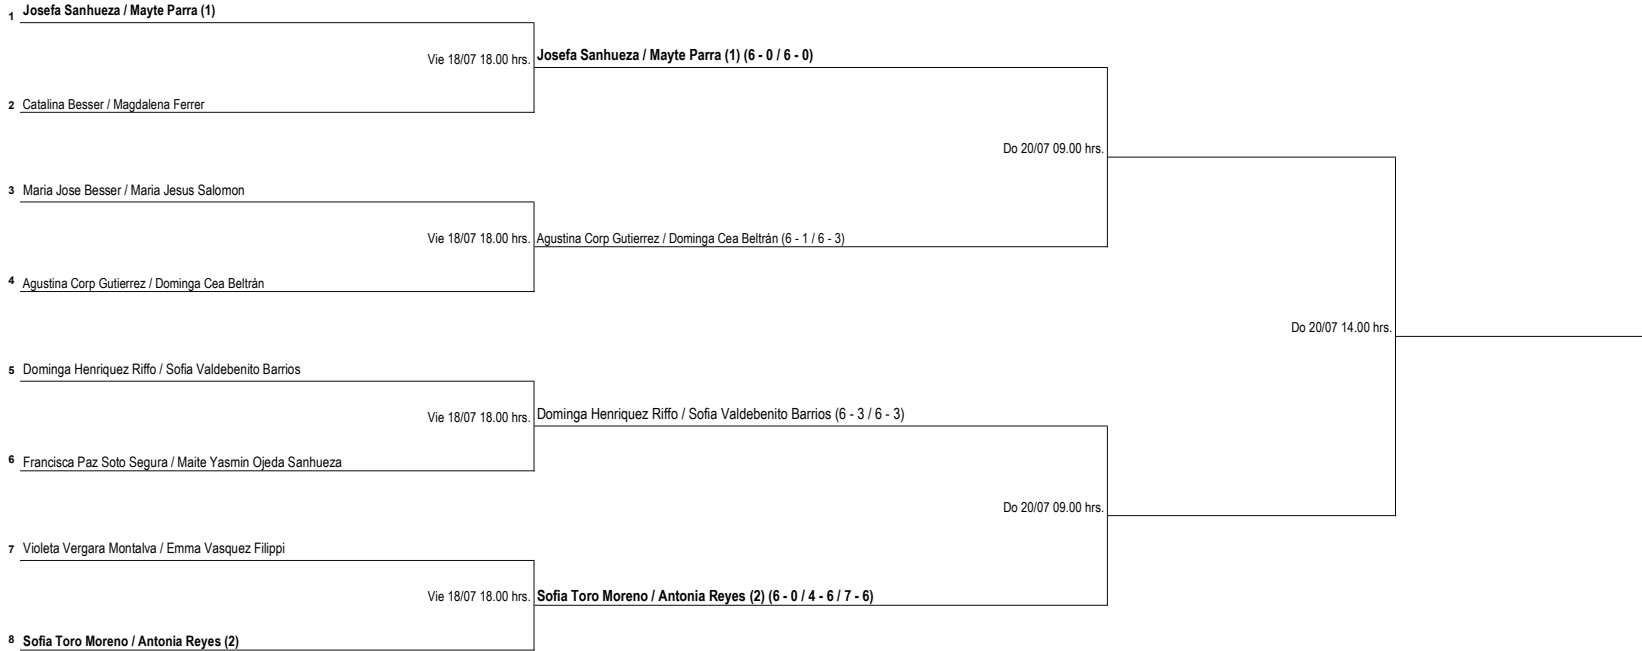 1 Josefa Sanhueza / Mayte Parra (1)
Vie 18/07 18.00 hrs. Josefa Sanhueza / Mayte Parra (1) (6 - 0 / 6 - 0)
2 Catalina Besser / Magdalena Ferrer
Do 20/07 09.00 hrs.
3 Maria Jose Besser / Maria Jesus Salomon
Vie 18/07 18.00 hrs. Agustina Corp Gutierrez / Dominga Cea Beltrán (6 - 1 / 6 - 3)
4 Agustina Corp Gutierrez / Dominga Cea Beltrán
Do 20/07 14.00 hrs.
5 Dominga Henriquez Riffo / Sofia Valdebenito Barrios
Vie 18/07 18.00 hrs. Dominga Henriquez Riffo / Sofia Valdebenito Barrios (6 - 3 / 6 - 3)
6 Francisca Paz Soto Segura / Maite Yasmin Ojeda Sanhueza
Do 20/07 09.00 hrs.
7 Violeta Vergara Montalva / Emma Vasquez Filippi
Vie 18/07 18.00 hrs. Sofia Toro Moreno / Antonia Reyes (2) (6 - 0 / 4 - 6 / 7 - 6)
8 Sofia Toro Moreno / Antonia Reyes (2)